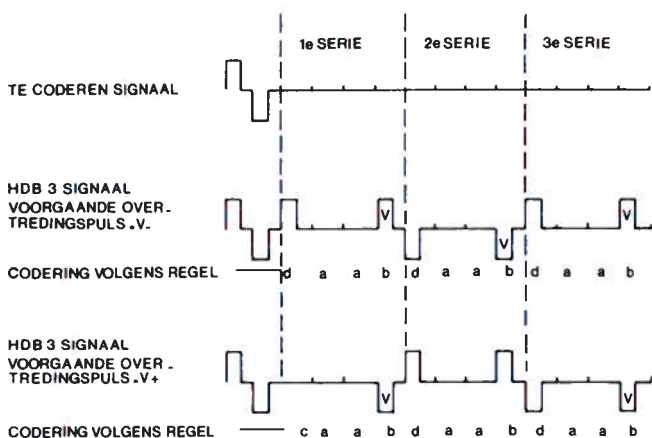 1e SERIE 2e SERIE 3e SERIE
TE CODEREN SIGNAAL
HDB 3 SIGNAAL
VOORGAANDE OVER-
TREDINGSPULS.V-
V V V
CODERING VOLGENS REGEL d a a b d a a b d a a b
HDB 3 SIGNAAL
VOORGAANDE OVER-
TREDINGSPULS.V+
V V
CODERING VOLGENS REGEL c a a b d a a b d a a b